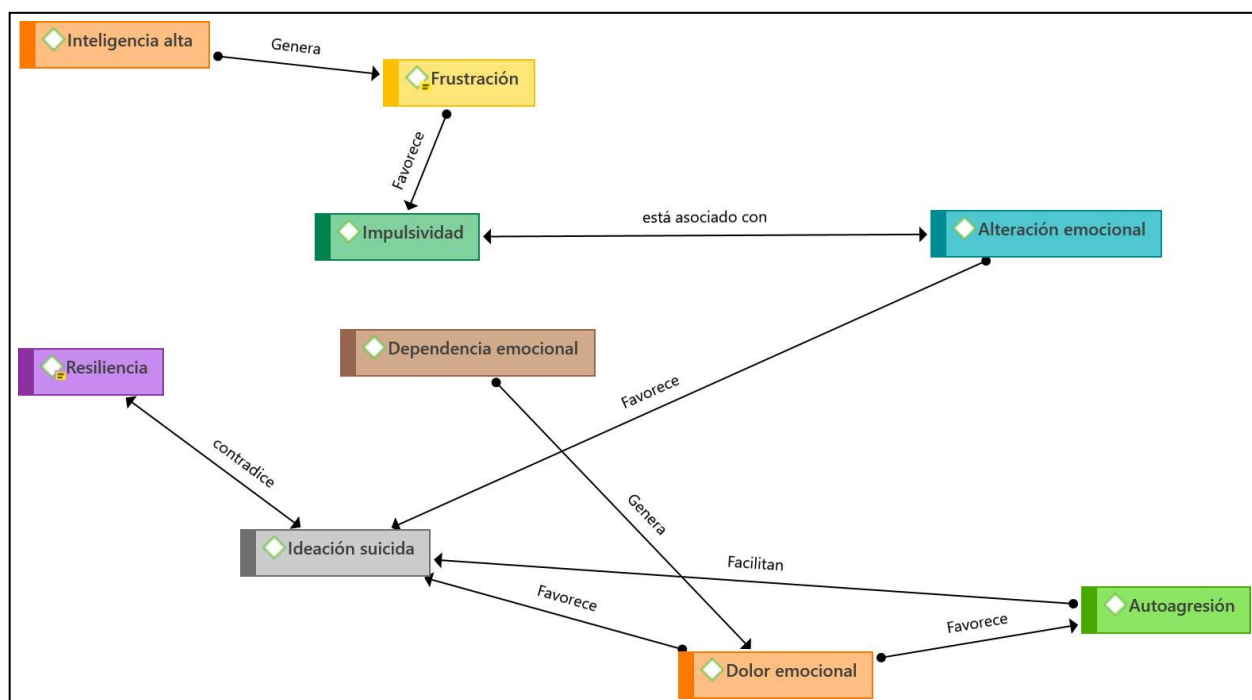 Inteligencia alta
Genera
Frustración
Favorece
Impulsividad
está asociado con
Alteración emocional
Dependencia emocional
Resiliencia
Favorece
contradice
Genera
Ideación suicida
Facilitan
Favorece
Autoagresión
Favorece
Dolor emocional